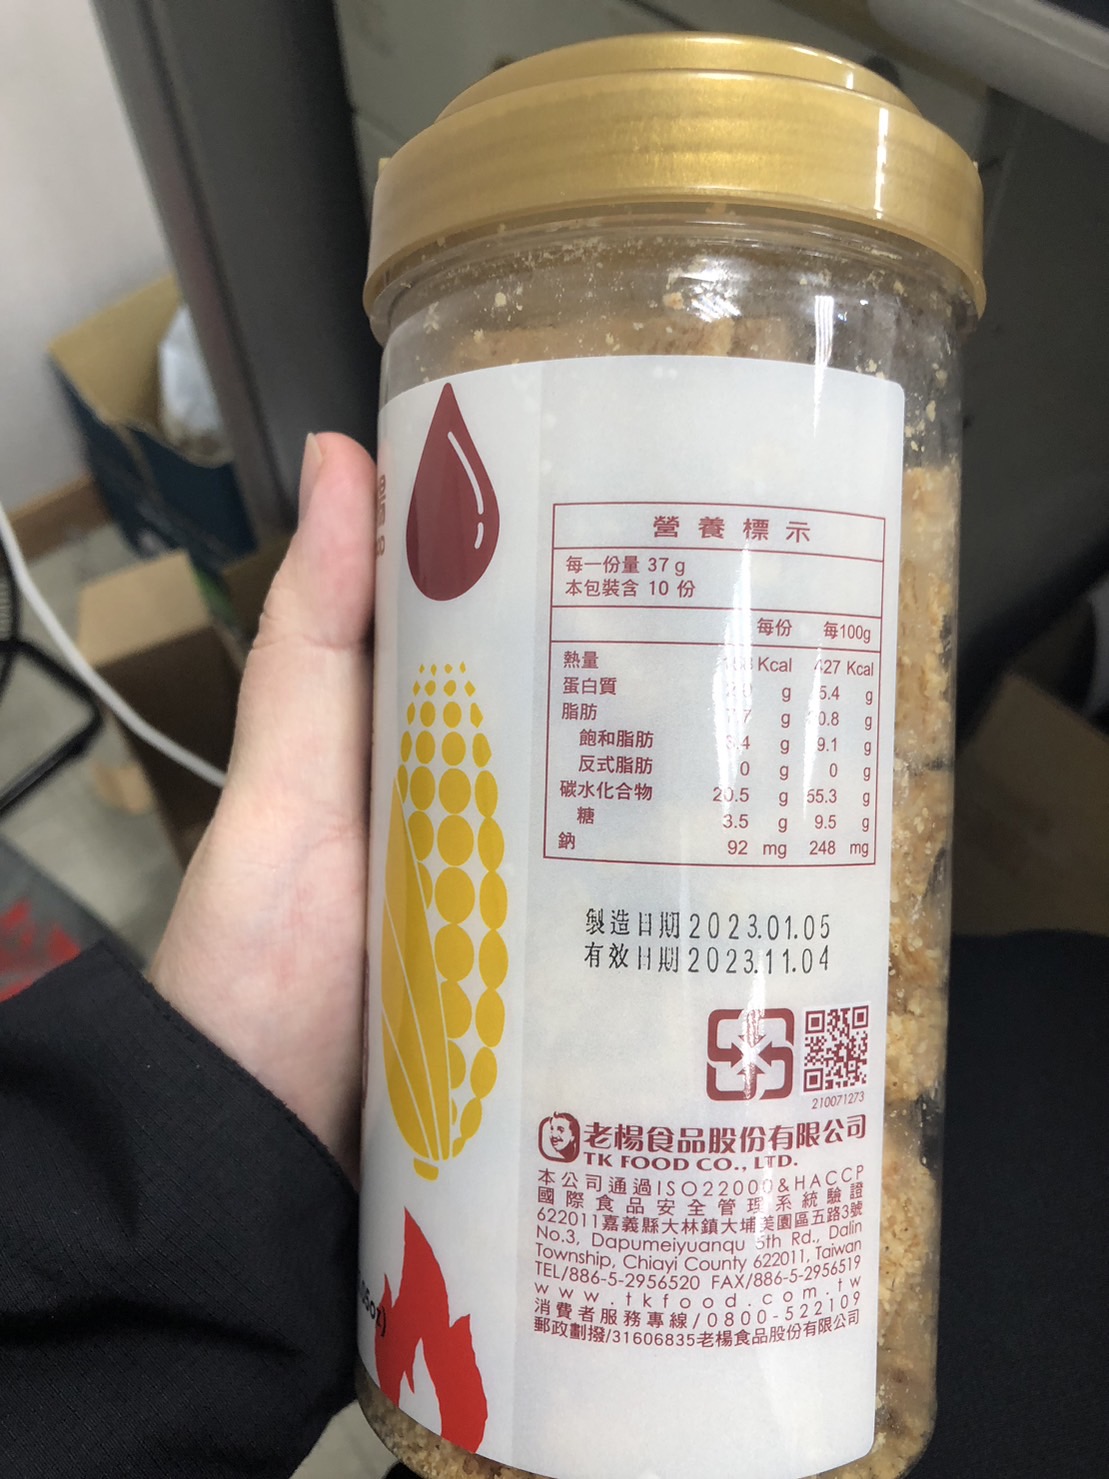 營養標示
每一份量 37 g
本包裝含 10 份
每份 每100g
熱量 Kcal 427 Kcal
蛋白質 g 5.4 g
脂肪 g g
飽和脂肪 3.4 g 9.1 g
反式脂肪 0 g 0 g
碳水化合物 20.5 g 55.3 g
糖 3.5 g 9.5 g
鈉 92 mg 248 mg
製造日期 2023.01.05
有效日期 2023.11.04
210071273
老楊食品股份有限公司
TK FOOD CO., LTD.
本公司通過ISO22000&HACCP
國際食品安全管理系統驗證
622011嘉義縣大林鎮大埔美園區五路3號
No.3, Dapumeiyuanqu 5th Rd., Dalin
Township, Chiayi County 622011, Taiwan
TEL/886-5-2956520 FAX/886-5-2956519
www.tkfood.com.tw
消費者服務專線/0800-522109
郵政劃撥/31606835老楊食品股份有限公司